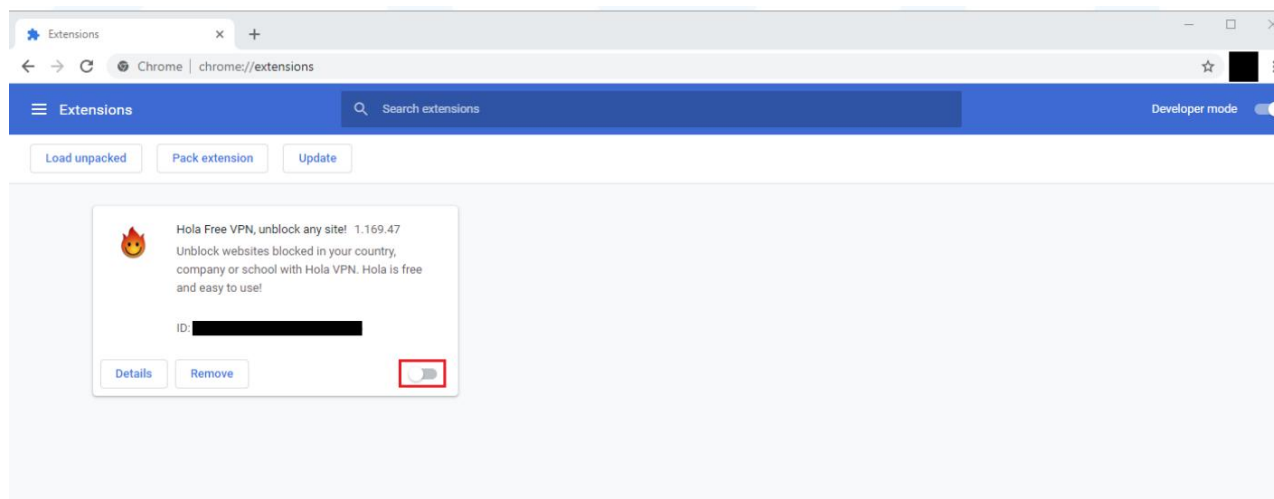 Extensions
Chrome | chrome://extensions
Extensions
Search extensions
Developer mode
Load unpacked
Pack extension
Update
Hola Free VPN, unblock any site! 1.169.47
Unblock websites blocked in your country,
company or school with Hola VPN. Hola is free
and easy to use!
ID:
Details
Remove